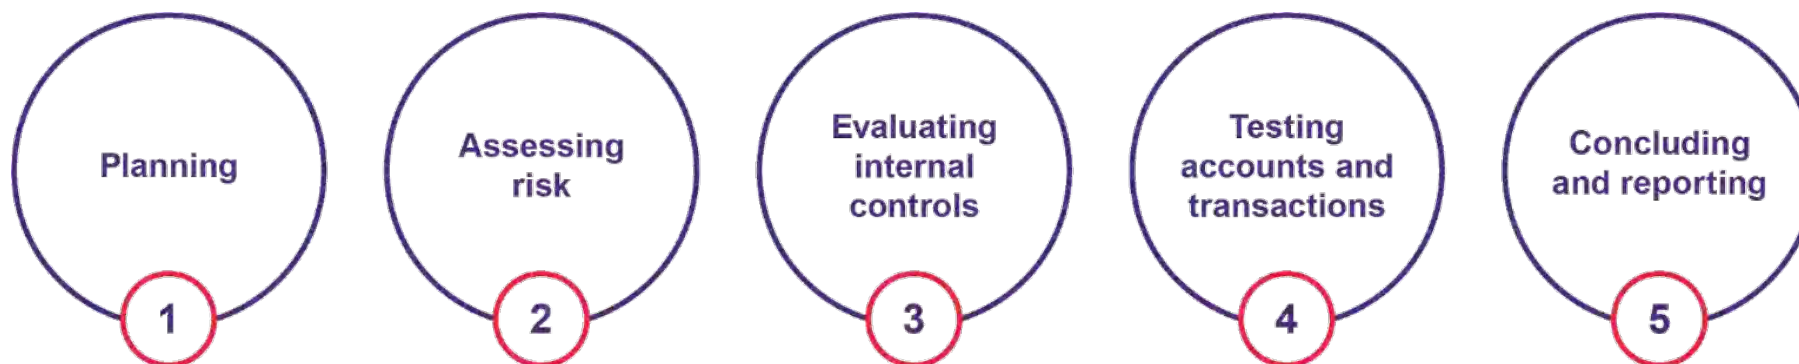 Planning
1
Assessing
risk
2
Evaluating
internal
controls
3
Testing
accounts and
transactions
4
Concluding
and reporting
5